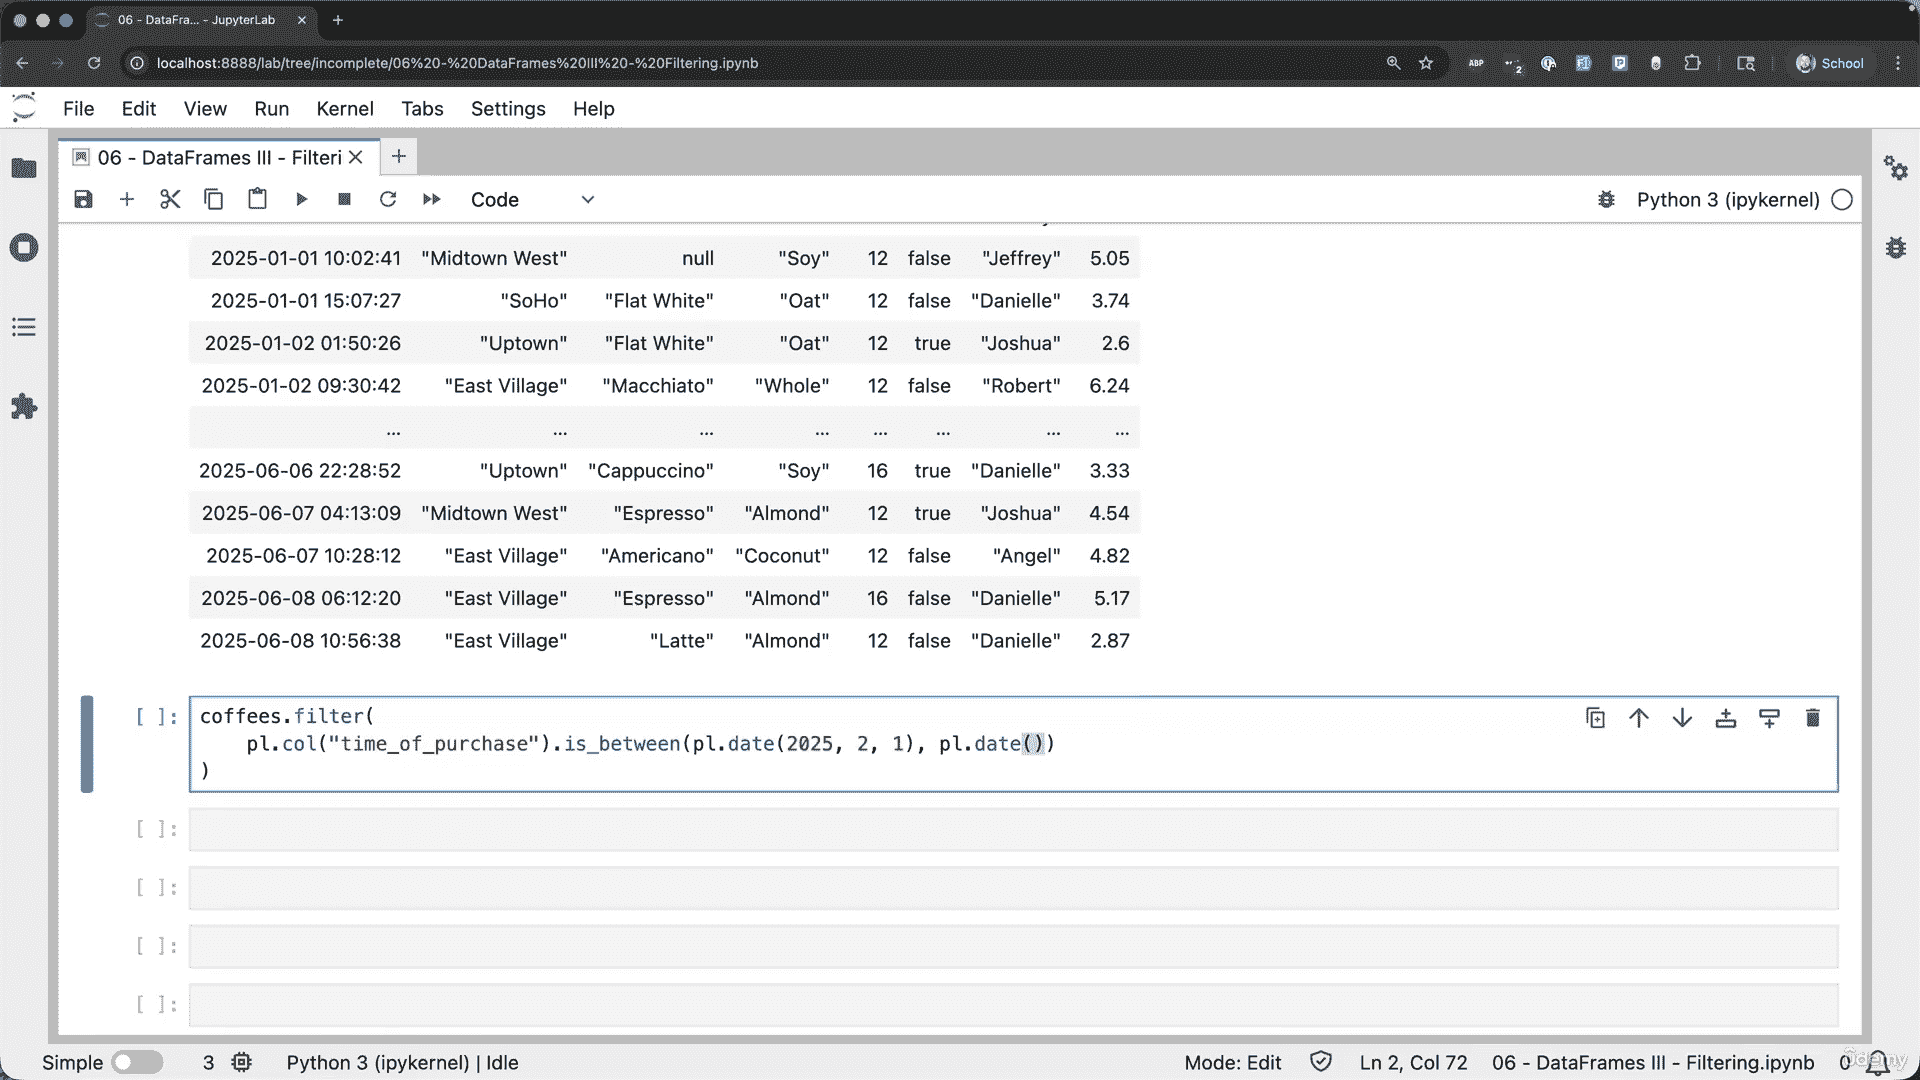 06 - DataFra... - JupyterLab
localhost:8888/lab/tree/incomplete/06%20-%20DataFrames%20III%20-%20Filtering.ipynb
ABP
2
School
File Edit View Run Kernel Tabs Settings Help
06 - DataFrames III - Filteri
Code
Python 3 (ipykernel)
2025-01-01 10:02:41 "Midtown West" null "Soy" 12 false "Jeffrey" 5.05
2025-01-01 15:07:27 "SoHo" "Flat White" "Oat" 12 false "Danielle" 3.74
2025-01-02 01:50:26 "Uptown" "Flat White" "Oat" 12 true "Joshua" 2.6
2025-01-02 09:30:42 "East Village" "Macchiato" "Whole" 12 false "Robert" 6.24
... ... ... ... ... ... ... ...
2025-06-06 22:28:52 "Uptown" "Cappuccino" "Soy" 16 true "Danielle" 3.33
2025-06-07 04:13:09 "Midtown West" "Espresso" "Almond" 12 true "Joshua" 4.54
2025-06-07 10:28:12 "East Village" "Americano" "Coconut" 12 false "Angel" 4.82
2025-06-08 06:12:20 "East Village" "Espresso" "Almond" 16 false "Danielle" 5.17
2025-06-08 10:56:38 "East Village" "Latte" "Almond" 12 false "Danielle" 2.87
[ ]: coffees.filter(
pl.col("time_of_purchase").is_between(pl.date(2025, 2, 1), pl.date())
)
[ ]:
[ ]:
[ ]:
[ ]:
Simple 3 Python 3 (ipykernel) | Idle Mode: Edit Ln 2, Col 72 06 - DataFrames III - Filtering.ipynb 0
udemy